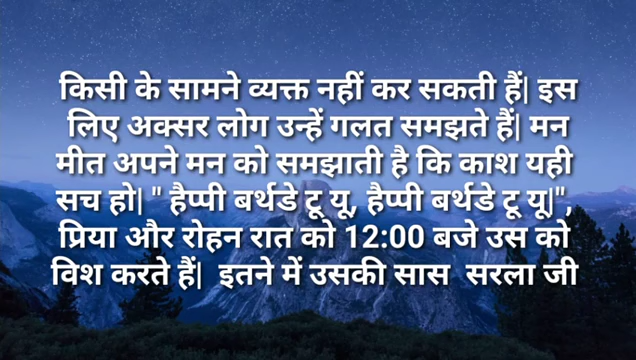 किसी के सामने व्यक्त नहीं कर सकती हैं| इस
लिए अक्सर लोग उन्हें गलत समझते हैं| मन
मीत अपने मन को समझाती है कि काश यही
सच हो| " हैप्पी बर्थडे टू यू, हैप्पी बर्थडे टू यू|",
प्रिया और रोहन रात को 12:00 बजे उस को
विश करते हैं| इतने में उसकी सास सरला जी